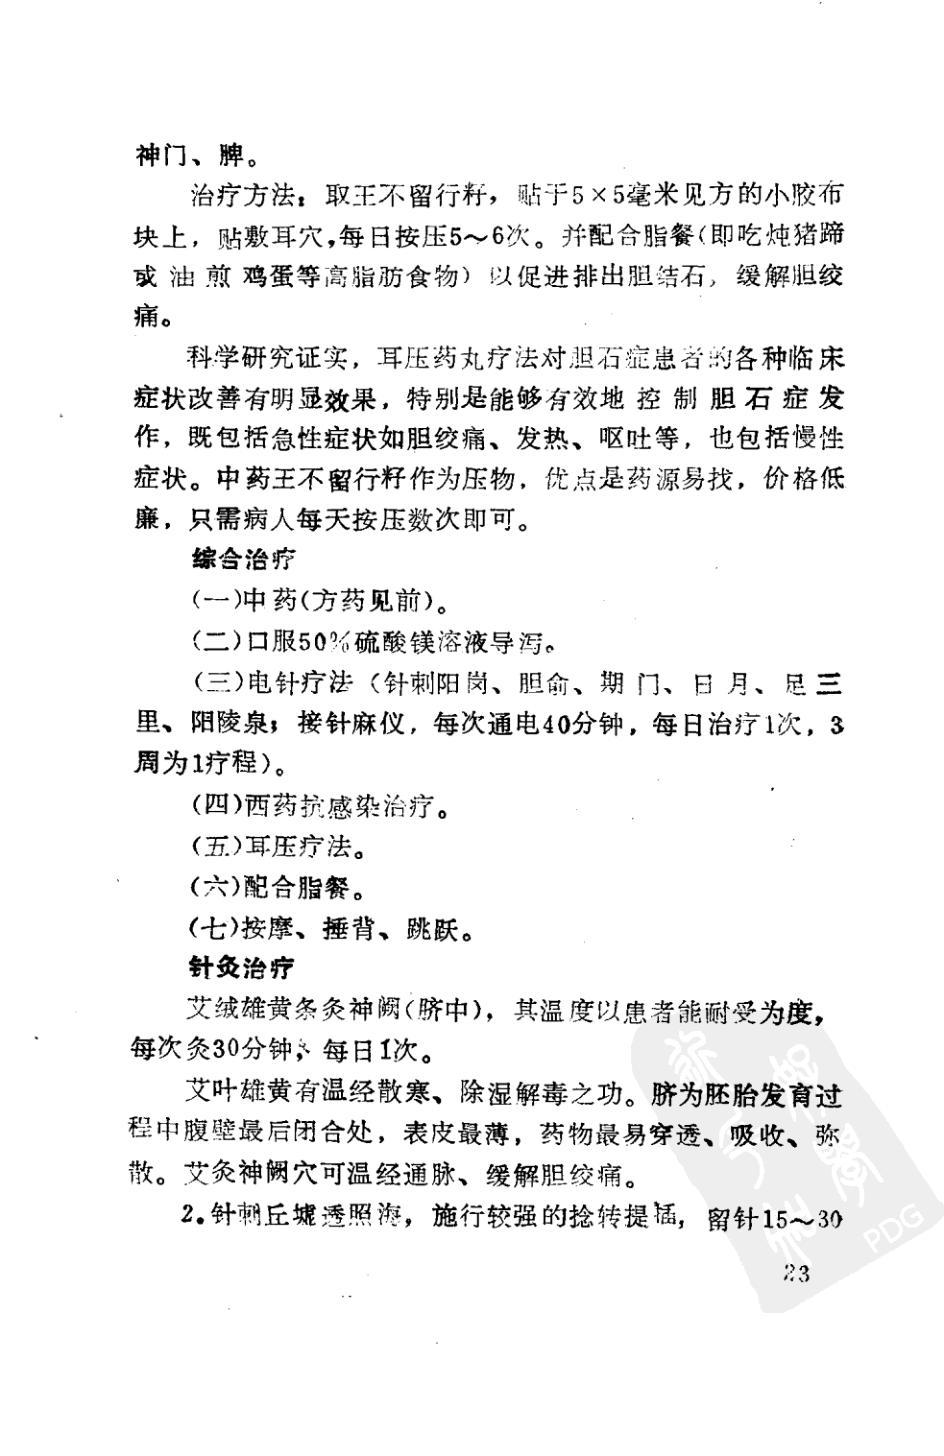 神门、脾。
治疗方法：取王不留行籽，贴于5×5毫米见方的小胶布
块上，贴敷耳穴，每日按压5～6次。并配合脂餐(即吃炖猪蹄
或油煎鸡蛋等高脂肪食物）以促进排出胆结石，缓解胆绞
痛。
科学研究证实，耳压药丸疗法对胆石症患者的各种临床
症状改善有明显效果，特别是能够有效地控制胆石症发
作，既包括急性症状如胆绞痛、发热、呕吐等，也包括慢性
症状。中药王不留行籽作为压物，优点是药源易找，价格低
廉，只需病人每天按压数次即可。
综合治疗
(一)中药(方药见前)。
(二)口服50%硫酸镁溶液导泻。
(三)电针疗法（针刺阳岗、胆俞、期门、日月、足三
里、阳陵泉；接针麻仪，每次通电40分钟，每日治疗1次，3
周为1疗程)。
(四)西药抗感染治疗。
(五)耳压疗法。
(六)配合脂餐。
(七)按摩、捶背、跳跃。
针灸治疗
艾绒雄黄条灸神阙(脐中)，其温度以患者能耐受为度，
每次灸30分钟，每日1次。
艾叶雄黄有温经散寒、除湿解毒之功。脐为胚胎发育过
程中腹壁最后闭合处，表皮最薄，药物最易穿透、吸收、弥
散。艾灸神阙穴可温经通脉、缓解胆绞痛。
2.针刺丘墟透照海，施行较强的捻转提插，留针15～30
PDG
23